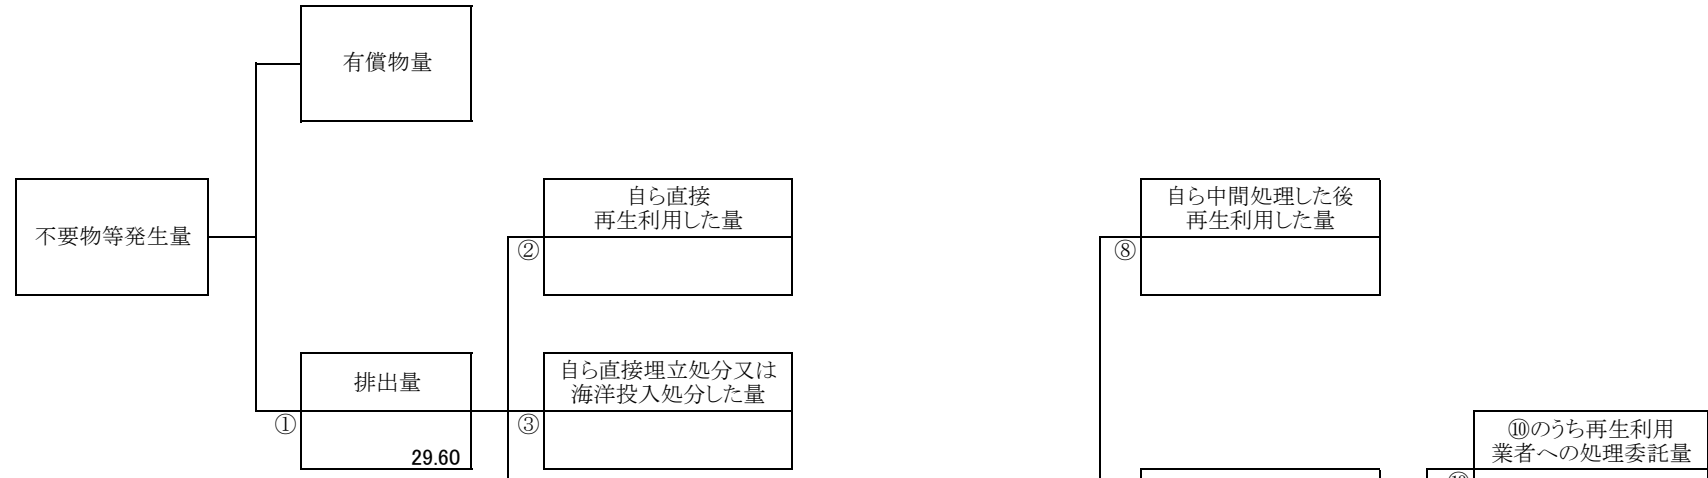 有償物量
不要物等発生量
自ら直接
再生利用した量
②
自ら中間処理した後
再生利用した量
⑧
排出量
①
29.60
自ら直接埋立処分又は
海洋投入処分した量
③
⑩のうち再生利用
業者への処理委託量